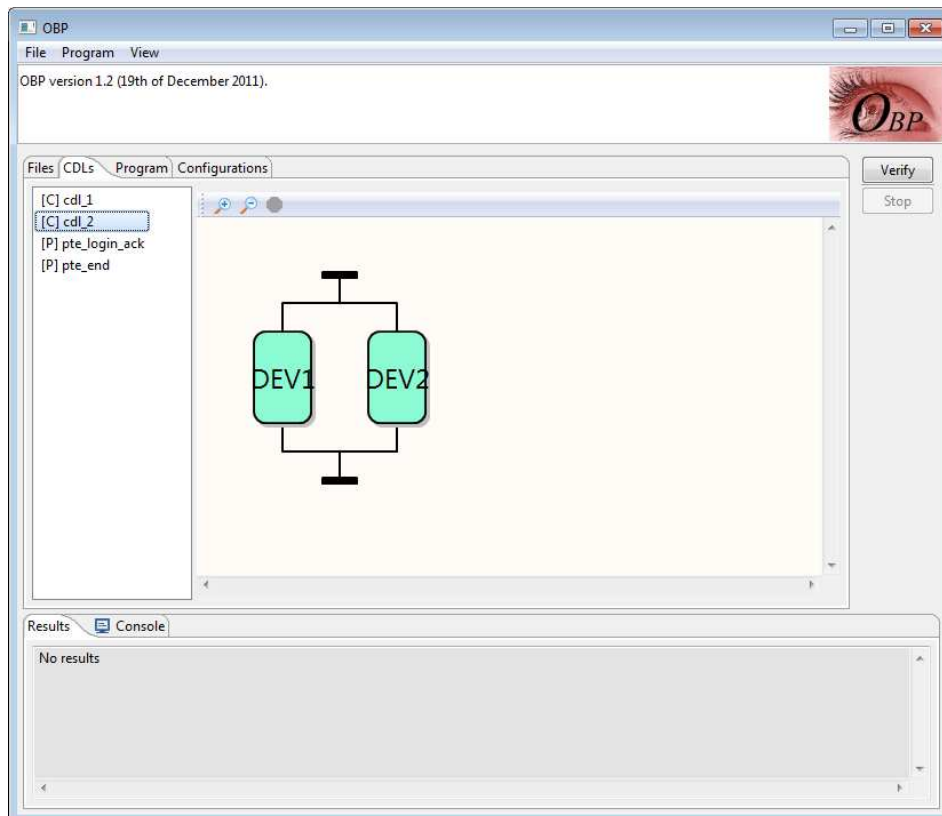 OBP
File Program View
OBP version 1.2 (19th of December 2011).
OBP
Files CDLs Program Configurations
Verify
Stop
[C] cdl_1
[C] cdl_2
[P] pte_login_ack
[P] pte_end
DEV1 DEV2
Results Console
No results